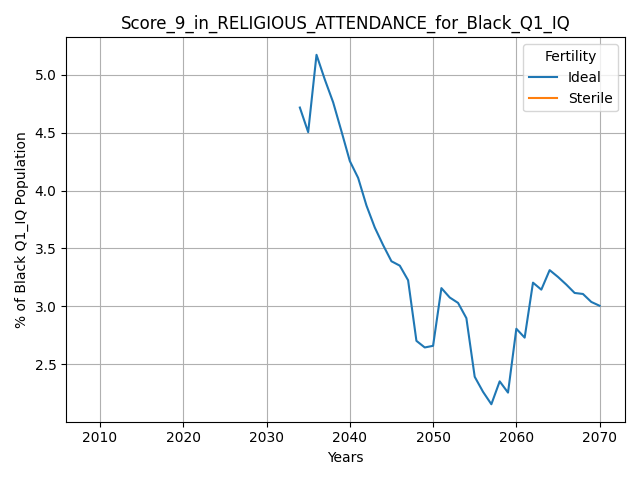 Score_9_in_RELIGIOUS_ATTENDANCE_for_Black_Q1_IQ
Fertility
Ideal
Sterile
5.0
4.5
4.0
3.5
3.0
2.5
% of Black Q1_IQ Population
2010 2020 2030 2040 2050 2060 2070
Years